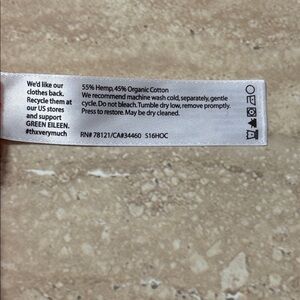 We'd like our
clothes back.
Recycle them at
our US stores
and support
GREEN EILEEN.
#thxverymuch
55% Hemp, 45% Organic Cotton
We recommend machine wash cold, separately, gentle
cycle. Do not bleach. Tumble dry low, remove promptly.
Press to restore. May be dry cleaned.
RN# 78121/CA#34460 S16HOC